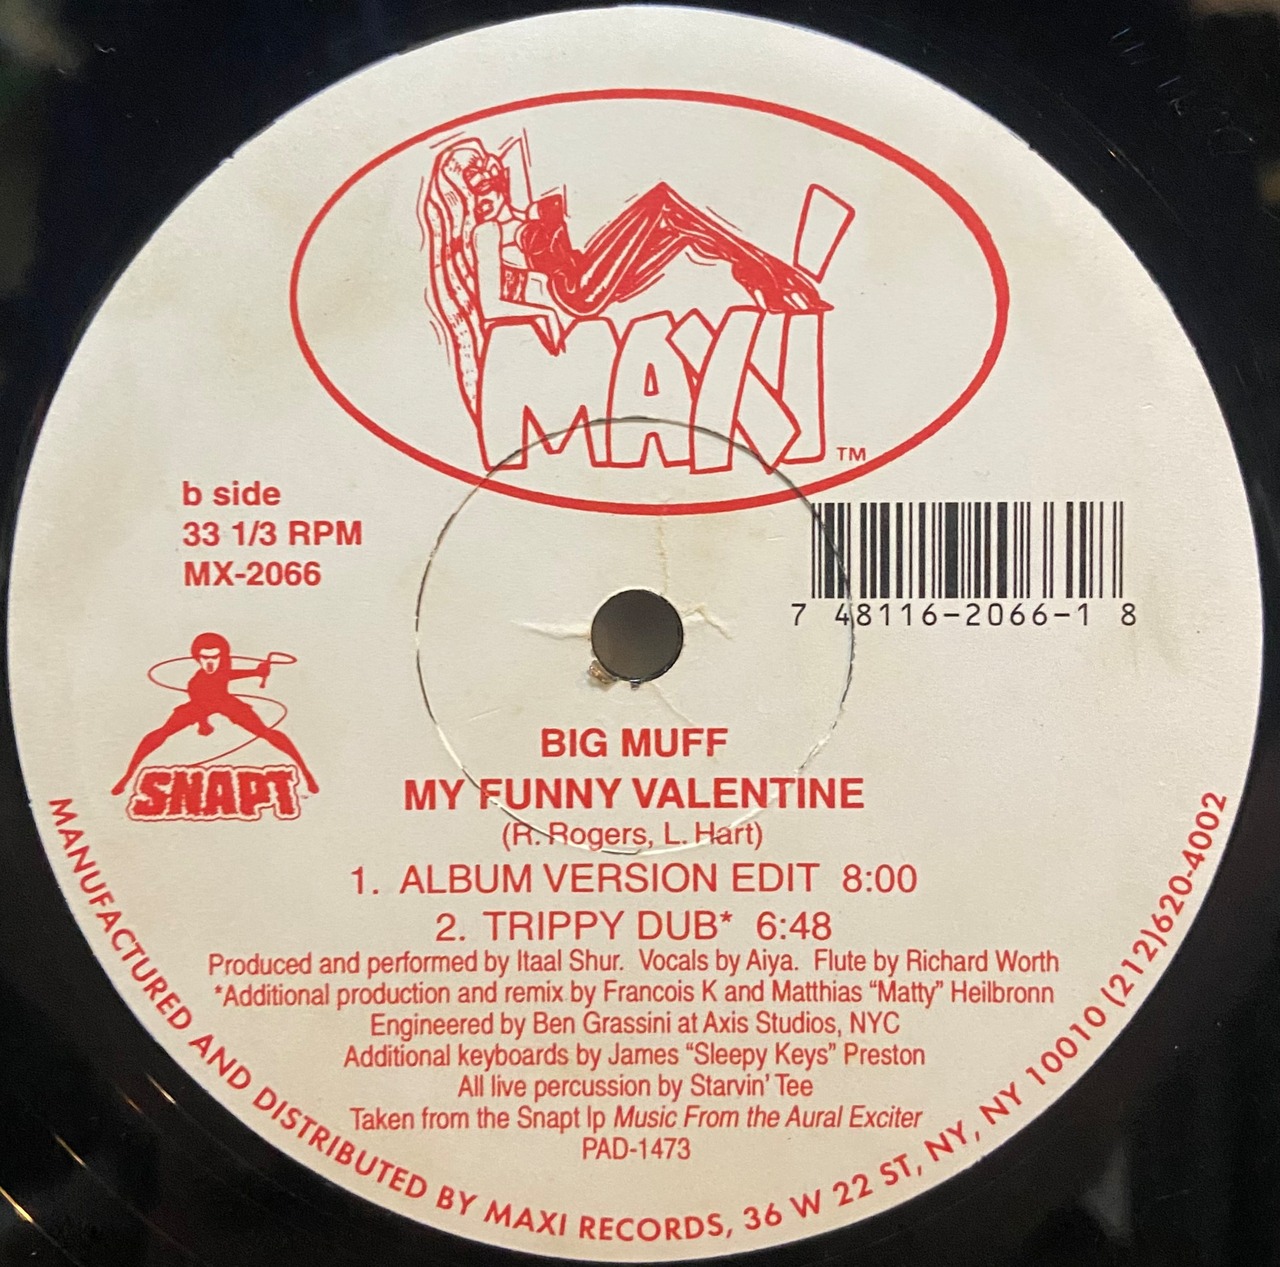 MAXI
TM
b side
33 1/3 RPM
MX-2066
7 48116-2066-1 8
SNAPT
BIG MUFF
MY FUNNY VALENTINE
(R. Rogers, L. Hart)
1. ALBUM VERSION EDIT 8:00
2. TRIPPY DUB* 6:48
Produced and performed by Itaal Shur. Vocals by Aiya. Flute by Richard Worth
*Additional production and remix by Francois K and Matthias “Matty” Heilbronn
Engineered by Ben Grassini at Axis Studios, NYC
Additional keyboards by James “Sleepy Keys” Preston
All live percussion by Starvin' Tee
Taken from the Snapt lp Music From the Aural Exciter
PAD-1473
MANUFACTURED AND DISTRIBUTED BY MAXI RECORDS, 36 W 22 ST, NY, NY 10010 (212)620-4002